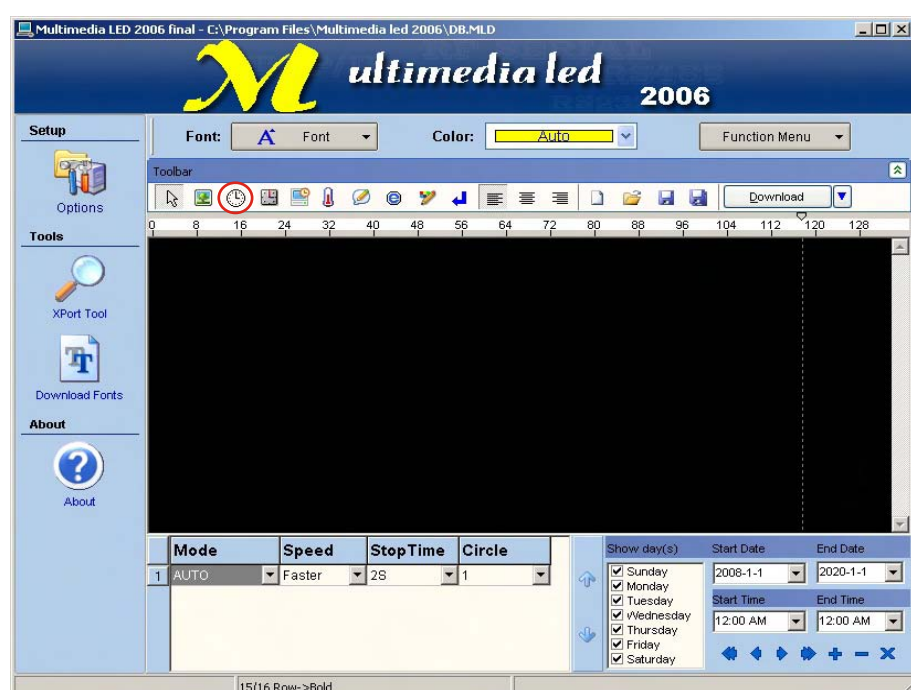 Multimedia LED 2006 final - C:\Program Files\Multimedia led 2006\DB.MLD
Multimedia led
2006
Setup
Font: A Font
Color: Auto
Function Menu
Toolbar
Download
Options
0 8 16 24 32 40 48 56 64 72 80 88 96 104 112 120 128
Tools
XPort Tool
Download Fonts
About
About
Mode Speed StopTime Circle
1 AUTO Faster 2S 1
Show day(s)
Sunday
Monday
Tuesday
Wednesday
Thursday
Friday
Saturday
Start Date End Date
2008-1-1 2020-1-1
Start Time End Time
12:00 AM 12:00 AM
15/16 Row->Bold